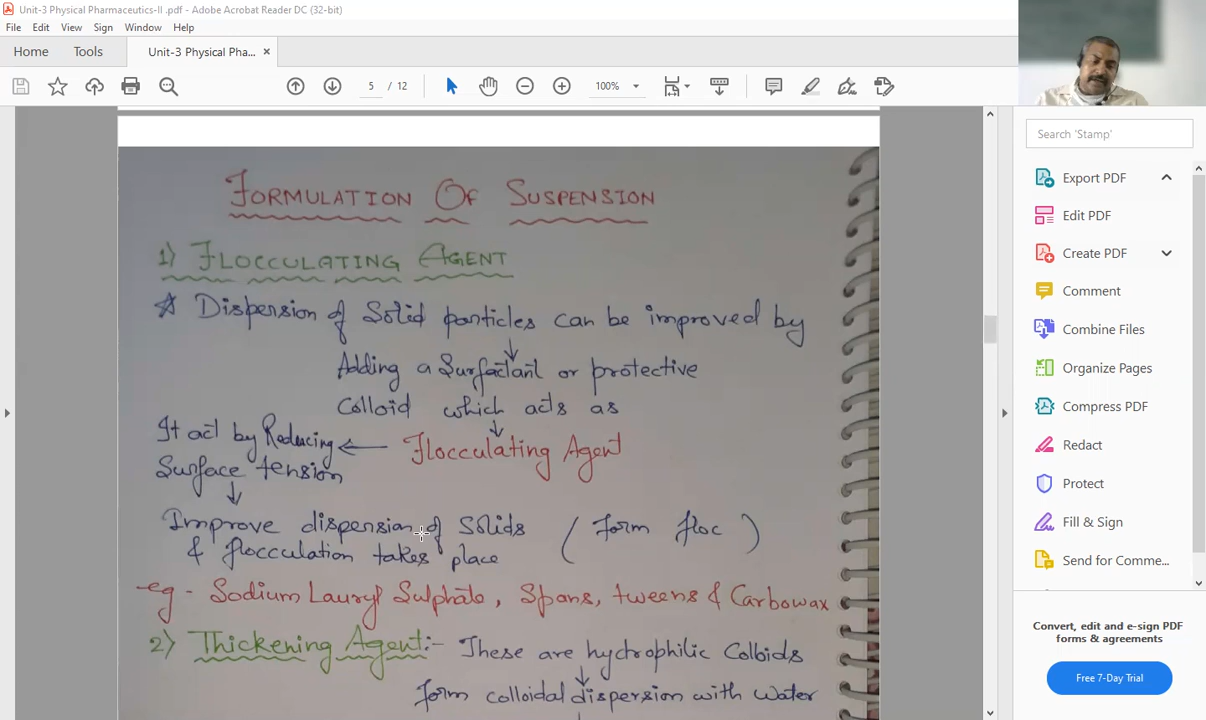 Unit-3 Physical Pharmaceutics-II .pdf - Adobe Acrobat Reader DC (32-bit)
File Edit View Sign Window Help
Home Tools Unit-3 Physical Pha... ×
5 / 12 100%
Search 'Stamp'
Export PDF
Edit PDF
Create PDF
Comment
Combine Files
Organize Pages
Compress PDF
Redact
Protect
Fill & Sign
Send for Comme...
Convert, edit and e-sign PDF
forms & agreements
Free 7-Day Trial
FORMULATION OF SUSPENSION
1) FLOCCULATING AGENT
Dispersion of Solid particles can be improved by
Adding a Surfactant or protective
Colloid which acts as
Flocculating Agent
It act by Reducing
Surface tension
Improve dispersion of Solids ( form floc )
& flocculation takes place
eg - Sodium Lauryl Sulphate, Spans, tweens & Carbowax
2) Thickening Agent:- These are hydrophilic Colloids
form colloidal dispersion with water